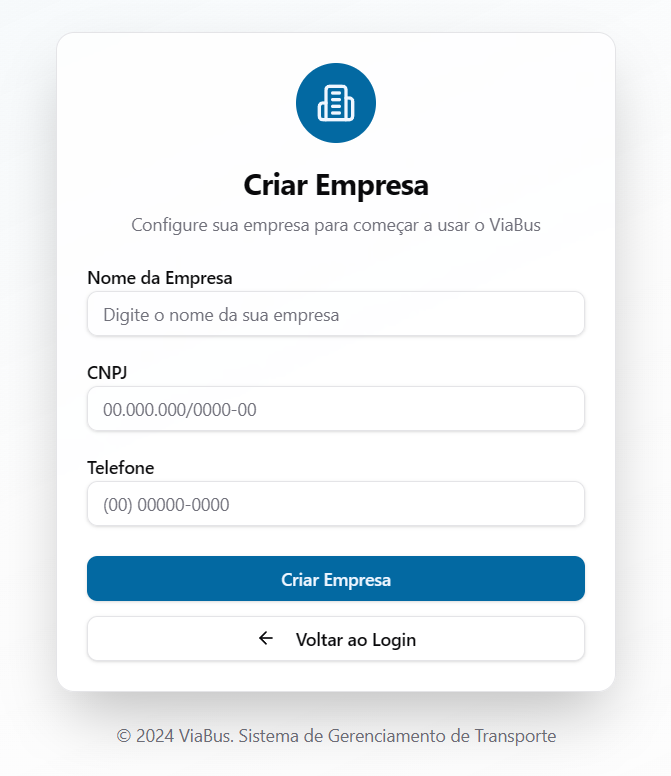 Criar Empresa
Configure sua empresa para começar a usar o ViaBus
Nome da Empresa
Digite o nome da sua empresa
CNPJ
00.000.000/0000-00
Telefone
(00) 00000-0000
Criar Empresa
Voltar ao Login
© 2024 ViaBus. Sistema de Gerenciamento de Transporte